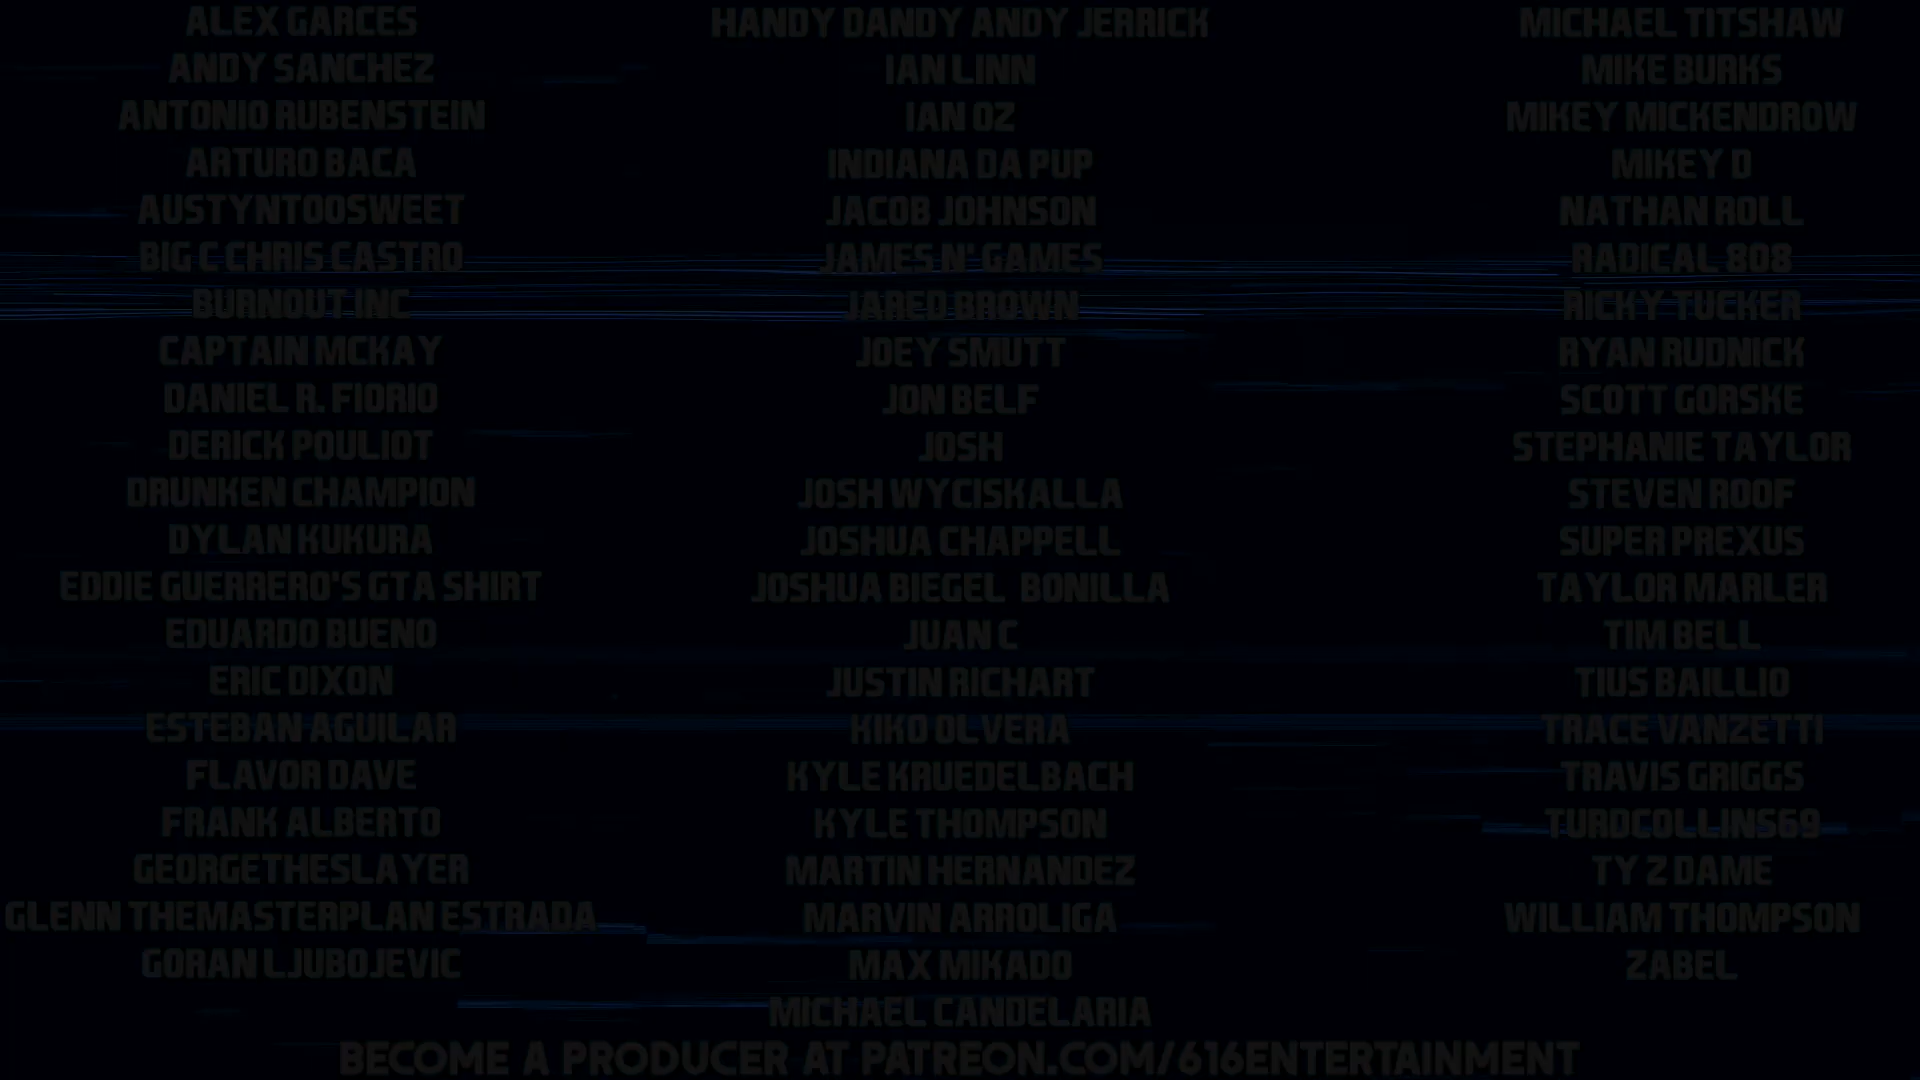 ALEX GARCES
ANDY SANCHEZ
ANTONIO RUBENSTEIN
ARTURO BACA
AUSTYNTOOSWEET
BIG C CHRIS CASTRO
BURNOUT INC
CAPTAIN MCKAY
DANIEL R. FIORIO
DERICK POULIOT
DRUNKEN CHAMPION
DYLAN KUKURA
EDDIE GUERRERO'S GTA SHIRT
EDUARDO BUENO
ERIC DIXON
ESTEBAN AGUILAR
FLAVOR DAVE
FRANK ALBERTO
GEORGETHESLAYER
GLENN THEMASTERPLAN ESTRADA
GORAN LJUBOJEVIC
HANDY DANDY ANDY JERRICK
IAN LINN
IAN OZ
INDIANA DA PUP
JACOB JOHNSON
JAMES N' GAMES
JARED BROWN
JOEY SMUTT
JON BELF
JOSH
JOSH WYCISKALLA
JOSHUA CHAPPELL
JOSHUA BIEGEL BONILLA
JUAN C
JUSTIN RICHART
KIKO OLVERA
KYLE KRUEDELBACH
KYLE THOMPSON
MARTIN HERNANDEZ
MARVIN ARROLIGA
MAX MIKADO
MICHAEL CANDELARIA
MICHAEL TITSHAW
MIKE BURKS
MIKEY MICKENDROW
MIKEY D
NATHAN ROLL
RADICAL 808
RICKY TUCKER
RYAN RUDNICK
SCOTT GORSKE
STEPHANIE TAYLOR
STEVEN ROOF
SUPER PREXUS
TAYLOR MARLER
TIM BELL
TIUS BAILLIO
TRACE VANZETTI
TRAVIS GRIGGS
TURDCOLLINS69
TY 2 DAME
WILLIAM THOMPSON
ZABEL
BECOME A PRODUCER AT PATREON.COM/616ENTERTAINMENT